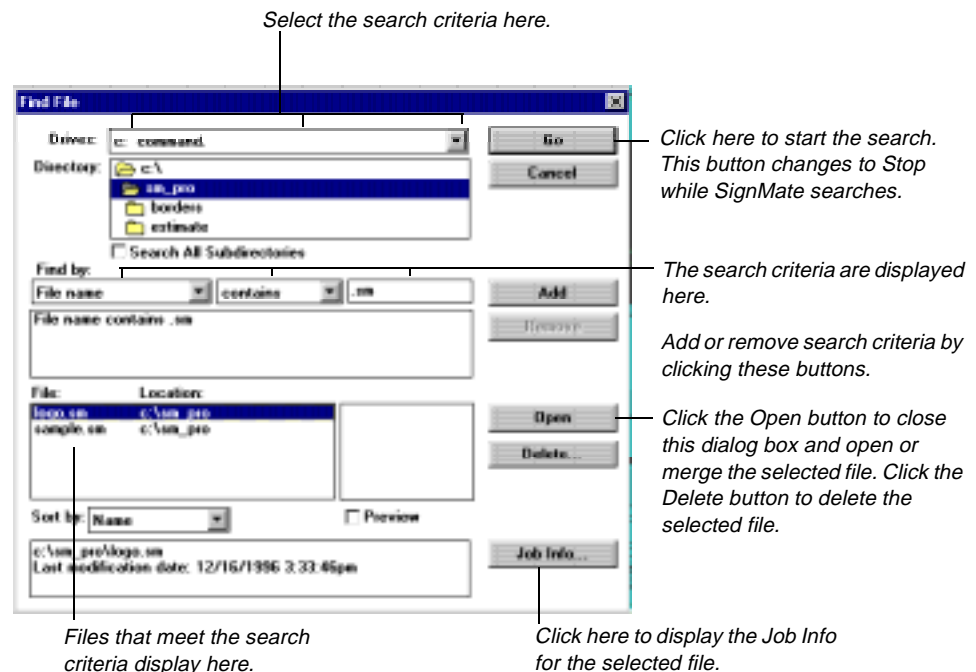 Select the search criteria here.
Find File
Drives:
c: command.
Go
Directory:
c:\
Cancel
sm_pro
borders
estimate
Search All Subdirectories
Find by:
File name
contains
.sm
Add
File name contains .sm
Remove
File:
Location:
logo.sm
c:\sm_pro
sample.sm
c:\sm_pro
Open
Delete...
Sort by:
Name
Preview
c:\sm_pro\logo.sm
Last modification date: 12/16/1996 3:33:46pm
Job Info...
Click here to start the search.
This button changes to Stop
while SignMate searches.
The search criteria are displayed
here.
Add or remove search criteria by
clicking these buttons.
Click the Open button to close
this dialog box and open or
merge the selected file. Click the
Delete button to delete the
selected file.
Files that meet the search
criteria display here.
Click here to display the Job Info
for the selected file.